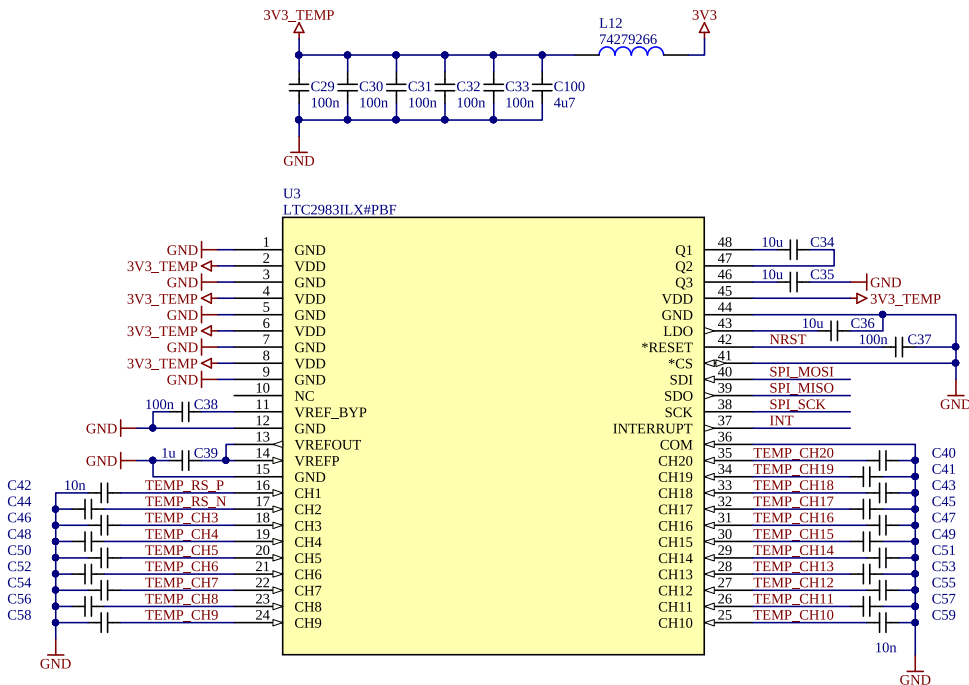 3V3_TEMP
L12
74279266
3V3
C29 C30 C31 C32 C33 C100
100n 100n 100n 100n 100n 4u7
GND
U3
LTC2983ILX#PBF
GND 1 GND Q1 48 10u C34
3V3_TEMP 2 VDD Q2 47
GND 3 GND Q3 46 10u C35 GND
3V3_TEMP 4 VDD VDD 45 3V3_TEMP
GND 5 GND GND 44
3V3_TEMP 6 VDD LDO 43 10u C36
GND 7 GND *RESET 42 NRST 100n C37
3V3_TEMP 8 VDD *CS 41
GND 9 GND SDI 40 SPI_MOSI
10 NC SDO 39 SPI_MISO GND
100n C38 11 VREF_BYP SCK 38 SPI_SCK
GND 12 GND INTERRUPT 37 INT
13 VREFOUT COM 36
GND 1u C39 14 VREFP CH20 35 TEMP_CH20 C40
15 GND CH19 34 TEMP_CH19 C41
C42 10n TEMP_RS_P 16 CH1 CH18 33 TEMP_CH18 C43
C44 TEMP_RS_N 17 CH2 CH17 32 TEMP_CH17 C45
C46 TEMP_CH3 18 CH3 CH16 31 TEMP_CH16 C47
C48 TEMP_CH4 19 CH4 CH15 30 TEMP_CH15 C49
C50 TEMP_CH5 20 CH5 CH14 29 TEMP_CH14 C51
C52 TEMP_CH6 21 CH6 CH13 28 TEMP_CH13 C53
C54 TEMP_CH7 22 CH7 CH12 27 TEMP_CH12 C55
C56 TEMP_CH8 23 CH8 CH11 26 TEMP_CH11 C57
C58 TEMP_CH9 24 CH9 CH10 25 TEMP_CH10 C59
10n
GND
GND